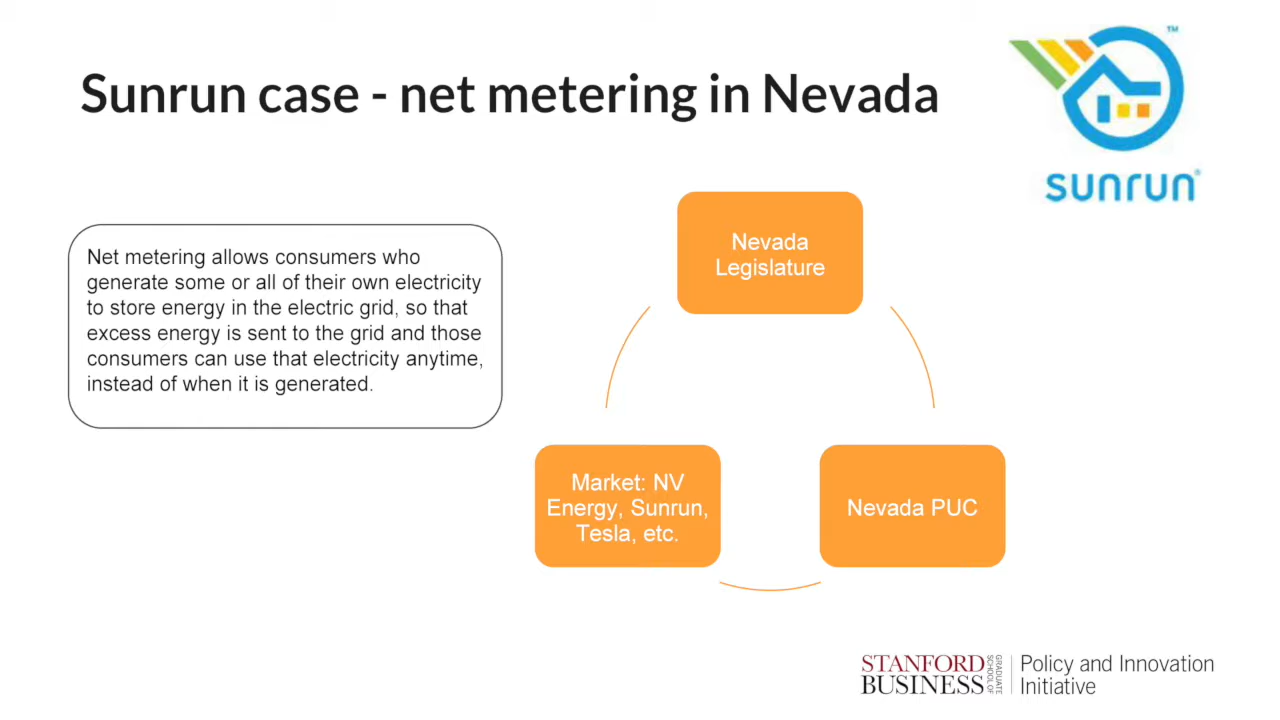 Sunrun case - net metering in Nevada
TM
sunrun®
Net metering allows consumers who
generate some or all of their own electricity
to store energy in the electric grid, so that
excess energy is sent to the grid and those
consumers can use that electricity anytime,
instead of when it is generated.
Nevada
Legislature
Market: NV
Energy, Sunrun,
Tesla, etc.
Nevada PUC
STANFORD
BUSINESS
GRADUATE
SCHOOL OF
Policy and Innovation
Initiative